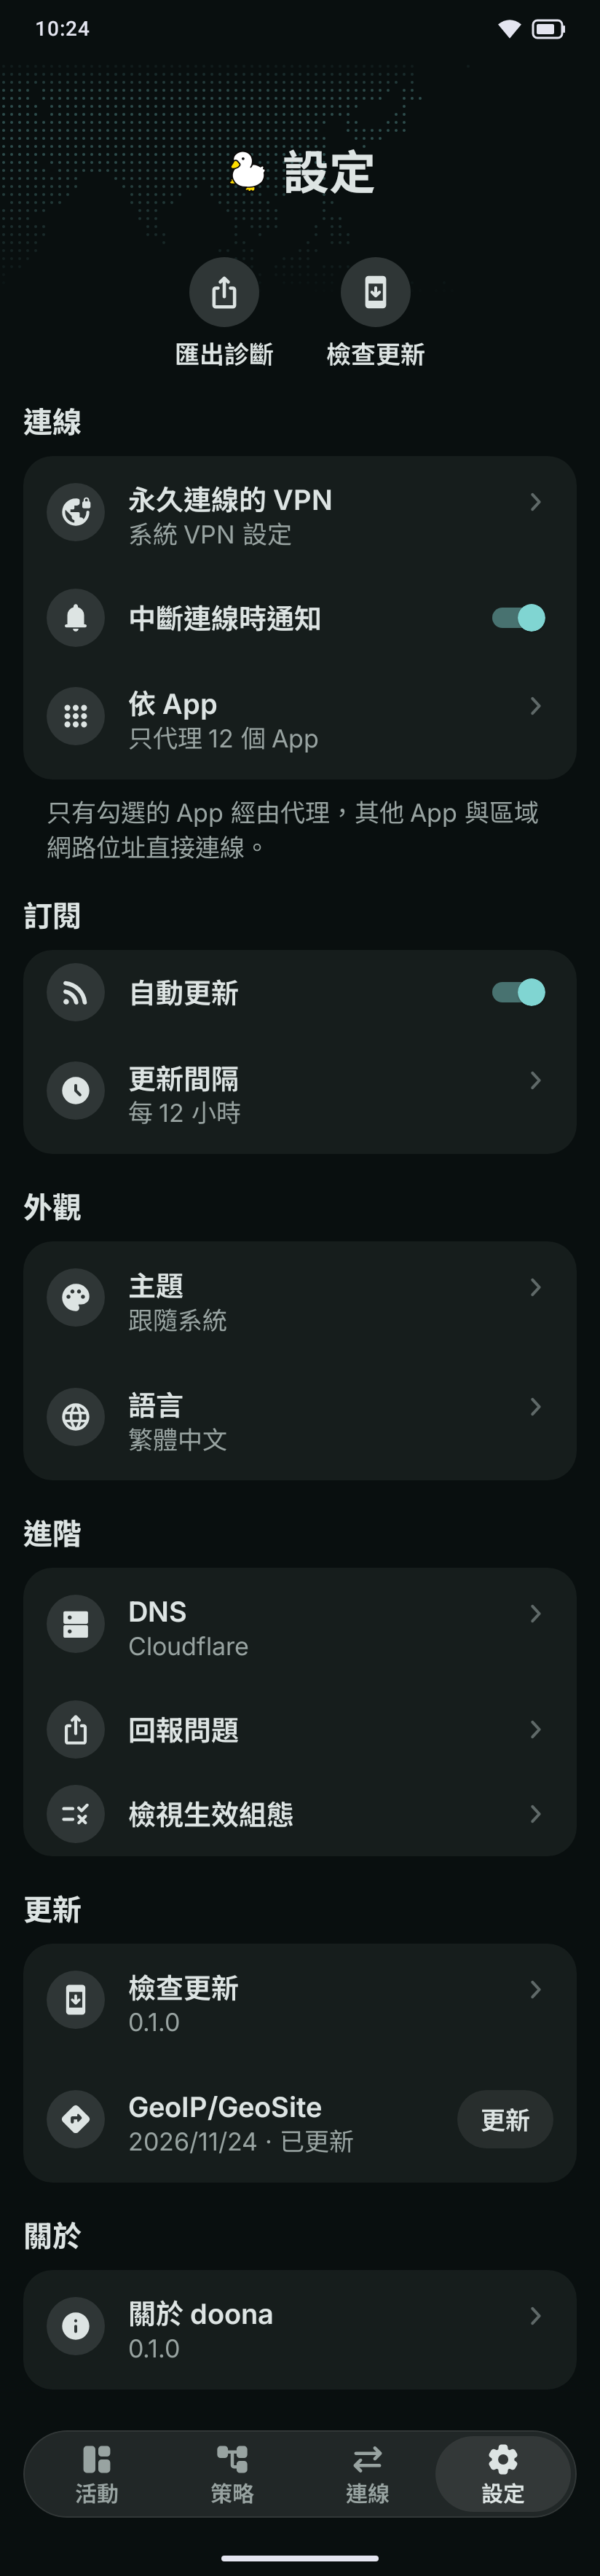 10:24
設定
匯出診斷
檢查更新
連線
永久連線的 VPN
系統 VPN 設定
中斷連線時通知
依 App
只代理 12 個 App
只有勾選的 App 經由代理，其他 App 與區域
網路位址直接連線。
訂閱
自動更新
更新間隔
每 12 小時
外觀
主題
跟隨系統
語言
繁體中文
進階
DNS
Cloudflare
回報問題
檢視生效組態
更新
檢查更新
0.1.0
GeoIP/GeoSite
2026/11/24 · 已更新
更新
關於
關於 doona
0.1.0
活動
策略
連線
設定